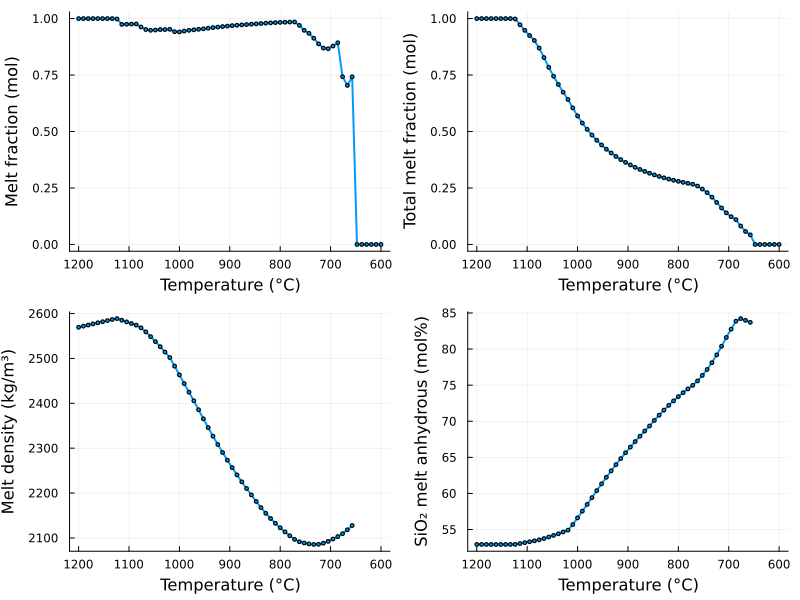 Melt fraction (mol)
1.00
0.75
0.50
0.25
0.00
1200 1100 1000 900 800 700 600
Temperature (°C)
Total melt fraction (mol)
1.00
0.75
0.50
0.25
0.00
1200 1100 1000 900 800 700 600
Temperature (°C)
Melt density (kg/m³)
2600
2500
2400
2300
2200
2100
1200 1100 1000 900 800 700 600
Temperature (°C)
SiO₂ melt anhydrous (mol%)
85
80
75
70
65
60
55
1200 1100 1000 900 800 700 600
Temperature (°C)